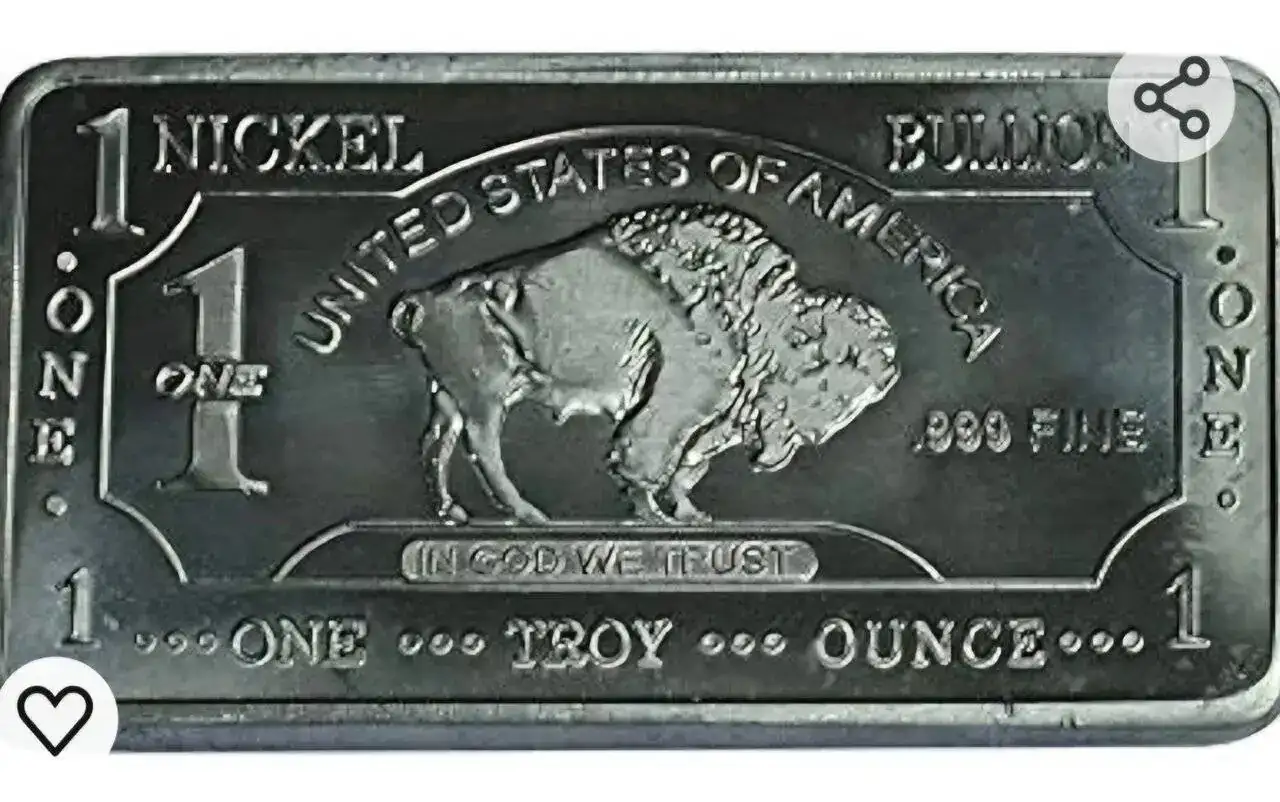 1 NICKEL BULLION 1
UNITED STATES OF AMERICA
. ONE .
1
ONE
.999 FINE
. ONE .
IN GOD WE TRUST
1 ...ONE ... TROY ... OUNCE... 1